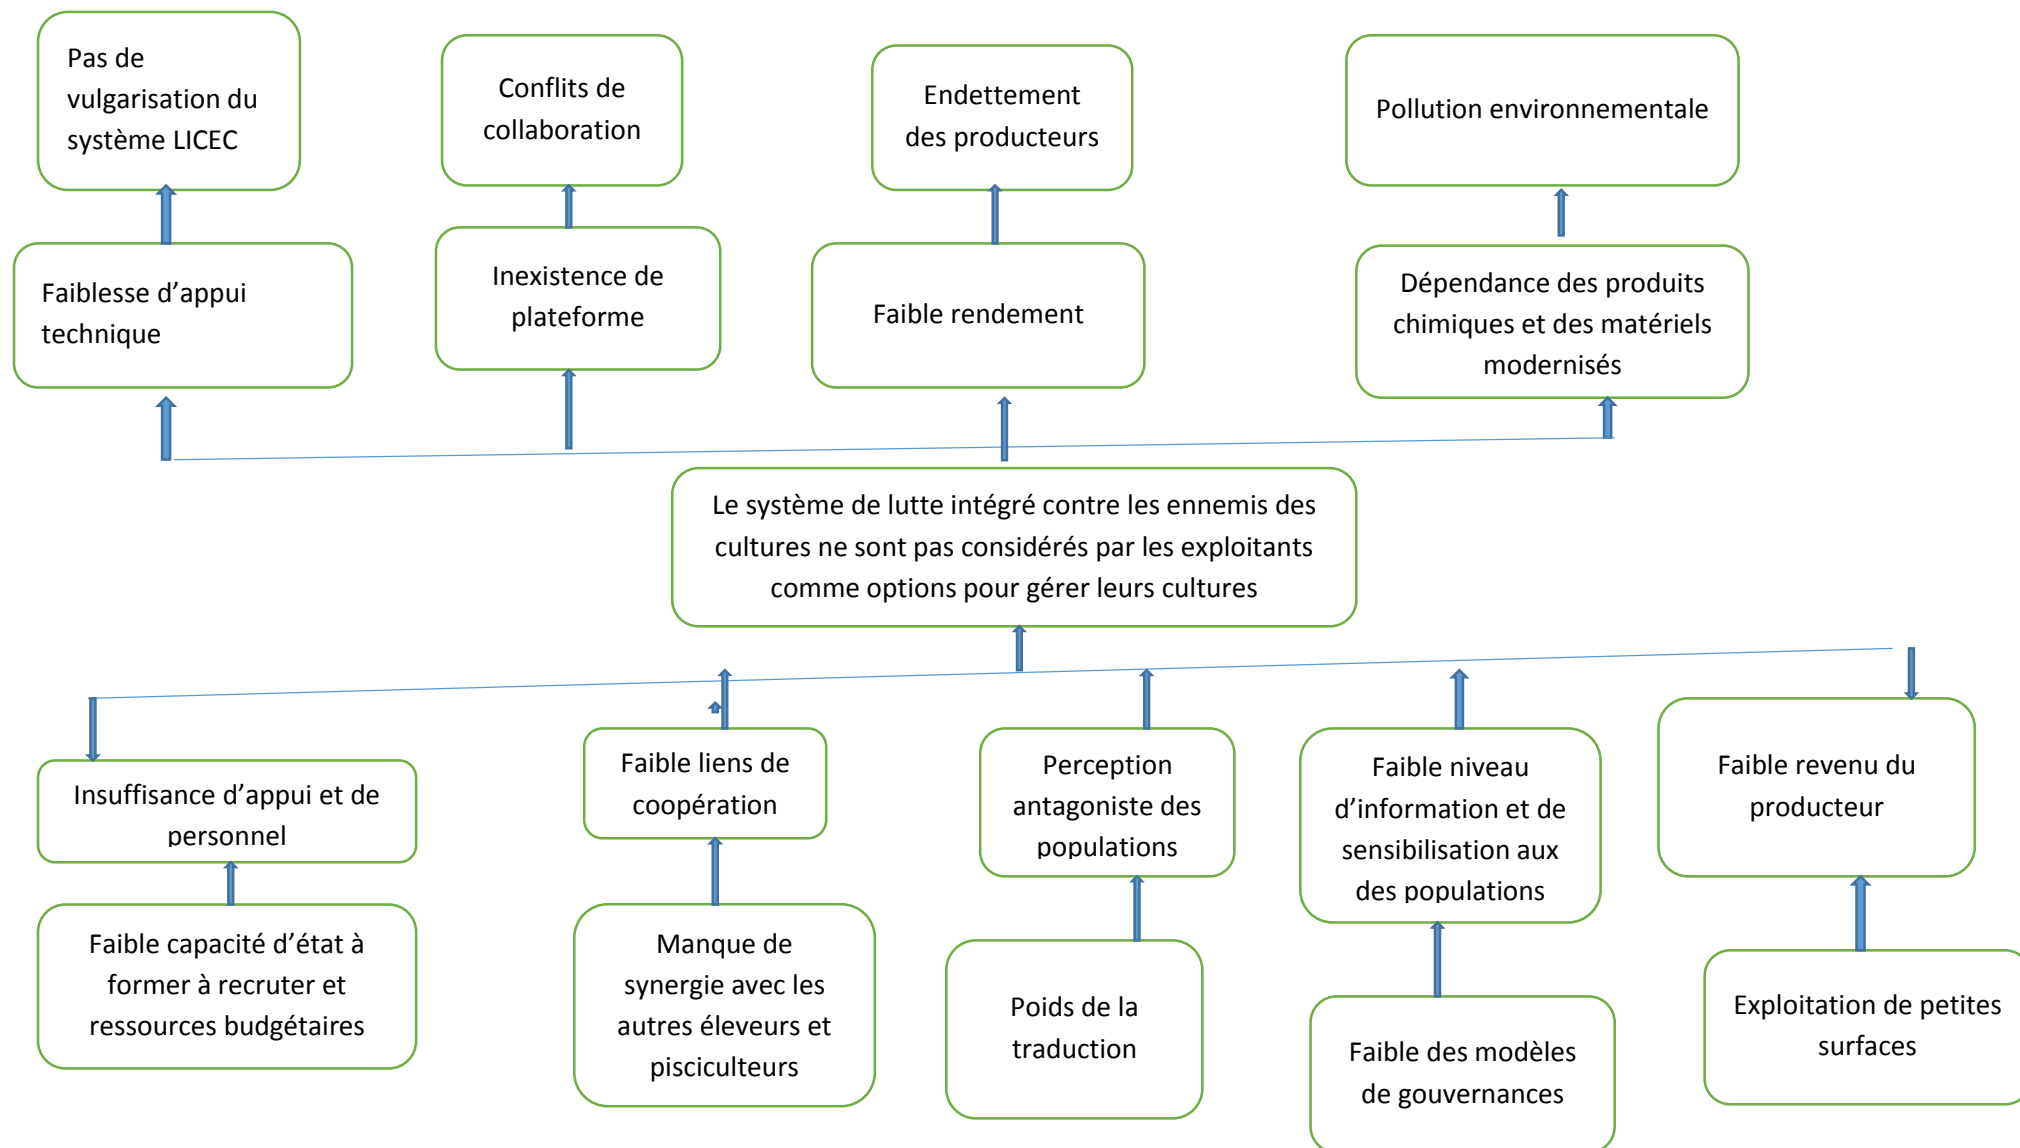 Pas de
vulgarisation du
système LICEC
Conflits de
collaboration
Endettement
des producteurs
Pollution environnementale
Faiblesse d’appui
technique
Inexistence de
plateforme
Faible rendement
Dépendance des produits
chimiques et des matériels
modernisés
Le système de lutte intégré contre les ennemis des
cultures ne sont pas considérés par les exploitants
comme options pour gérer leurs cultures
Insuffisance d’appui et de
personnel
Faible liens de
coopération
Perception
antagoniste des
populations
Faible niveau
d’information et de
sensibilisation aux
des populations
Faible revenu du
producteur
Faible capacité d’état à
former à recruter et
ressources budgétaires
Manque de
synergie avec les
autres éleveurs et
pisciculteurs
Poids de la
traduction
Faible des modèles
de gouvernances
Exploitation de petites
surfaces